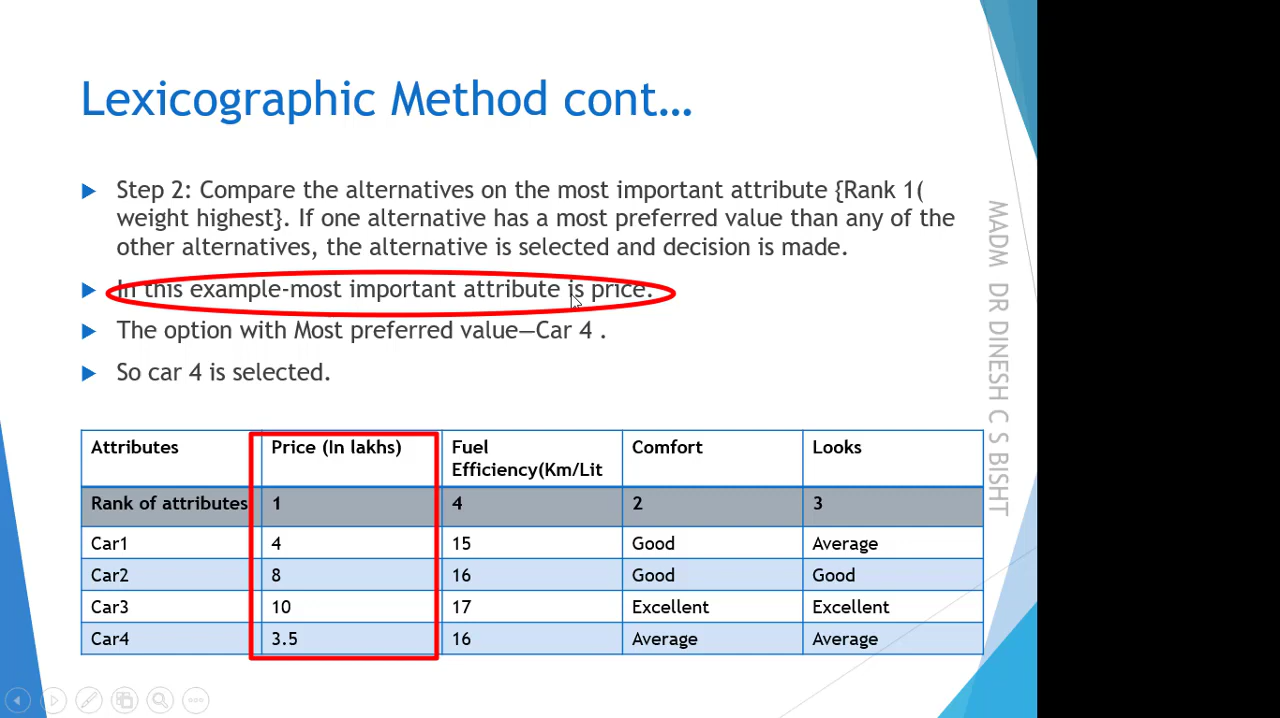 Lexicographic Method cont…
Step 2: Compare the alternatives on the most important attribute {Rank 1(
weight highest}. If one alternative has a most preferred value than any of the
other alternatives, the alternative is selected and decision is made.
In this example-most important attribute is price.
The option with Most preferred value—Car 4 .
So car 4 is selected.
MADM DR DINESH C S BISHT
Attributes Price (In lakhs) Fuel Comfort Looks
Efficiency(Km/Lit
Rank of attributes 1 4 2 3
Car1 4 15 Good Average
Car2 8 16 Good Good
Car3 10 17 Excellent Excellent
Car4 3.5 16 Average Average